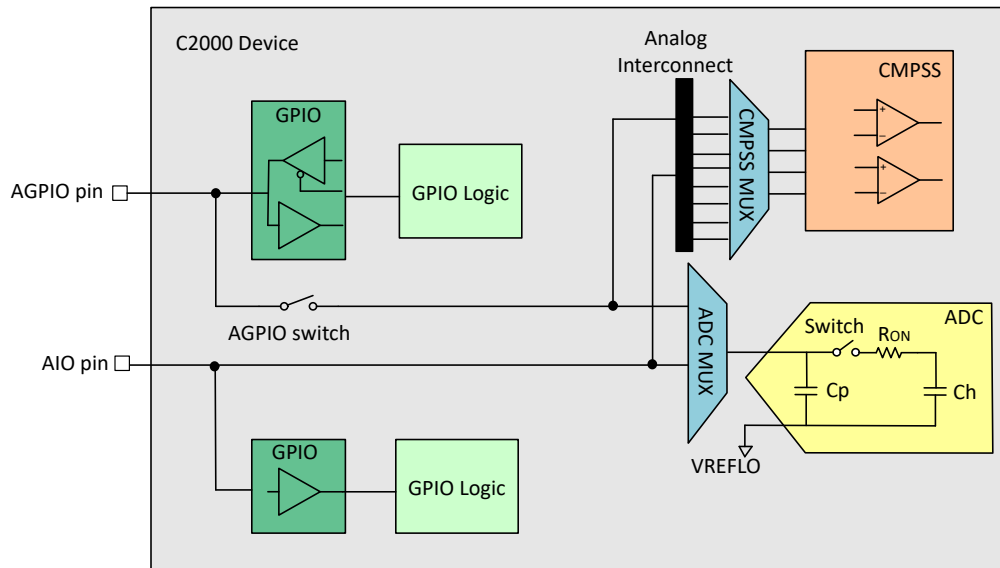 C2000 Device
Analog
Interconnect
CMPSS
GPIO
CMPSS MUX
+
−
+
−
GPIO Logic
AGPIO pin
AGPIO switch
ADC MUX
ADC
Switch
RON
AIO pin
Cp
Ch
GPIO
VREFLO
GPIO Logic